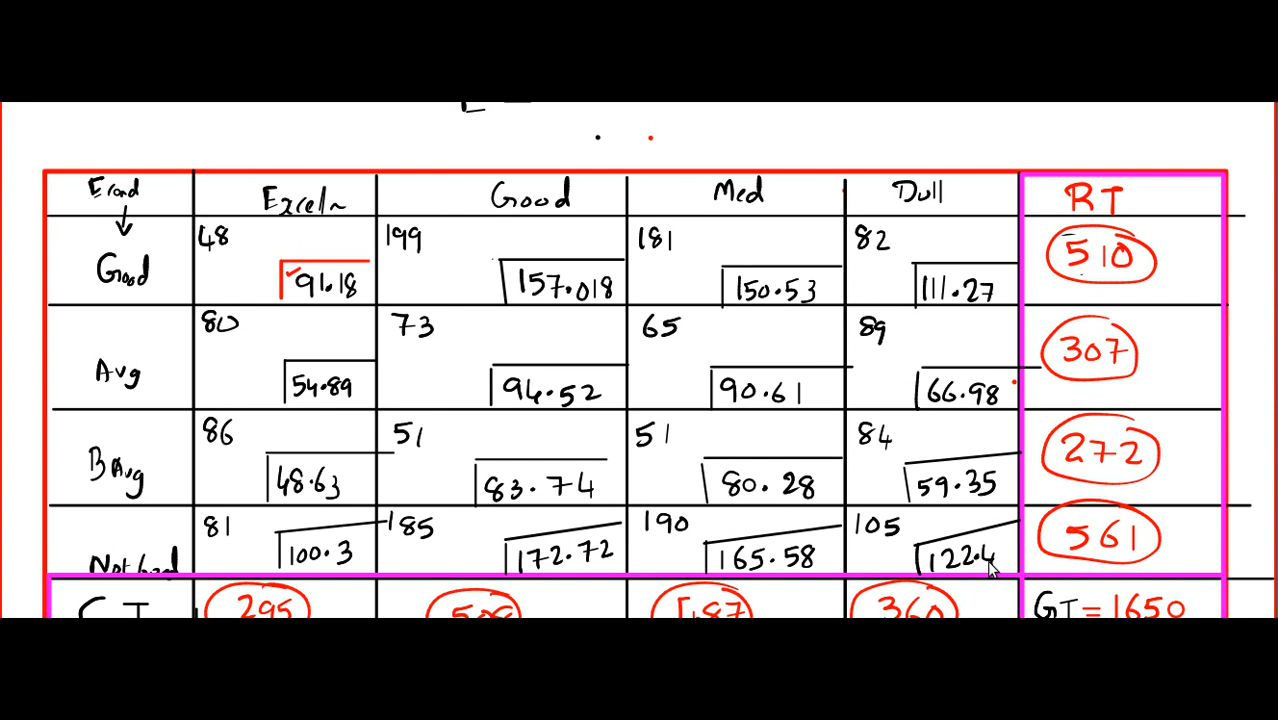 Econd Excell~ Good Med Dull RT
Good 48 91.18 199 157.018 181 150.53 82 111.27 510
Avg 80 54.89 73 94.52 65 90.61 89 66.98 307
B Avg 86 48.63 51 83.74 51 80.28 84 59.35 272
81 100.3 185 172.72 190 165.58 105 122.4 561
295 360 GT = 1650